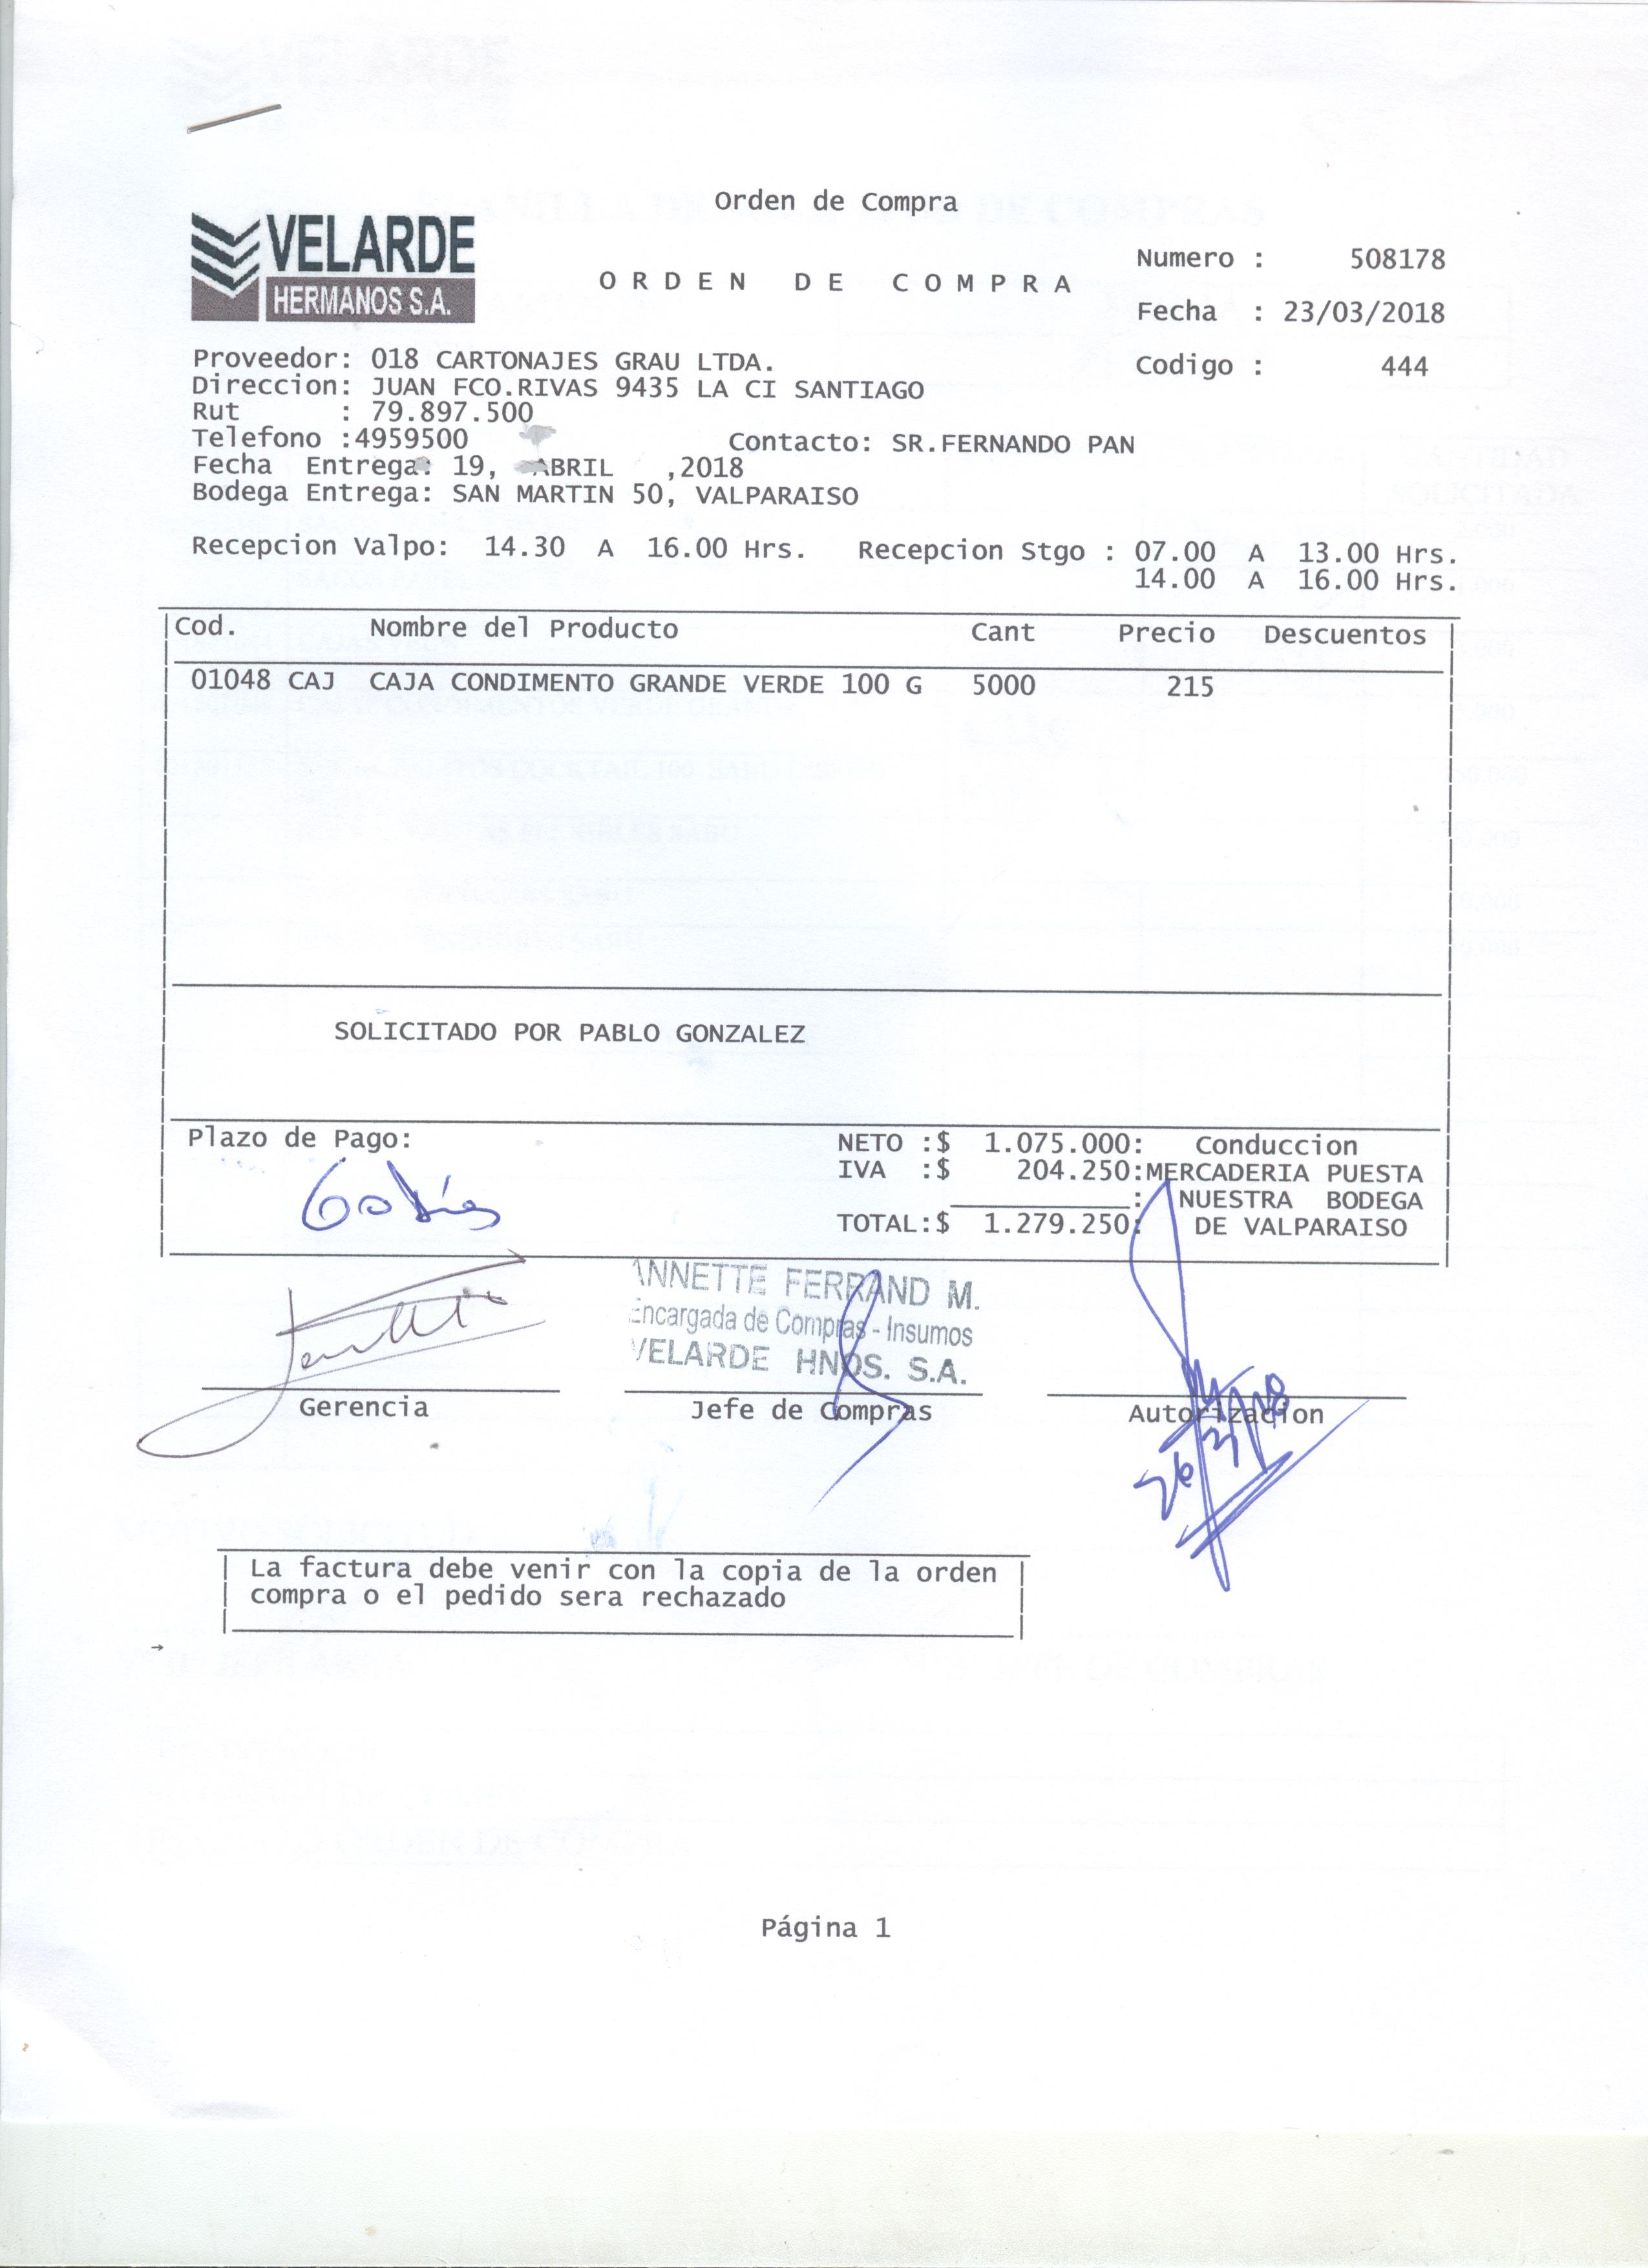 Orden de Compra
VELARDE
HERMANOS S.A.
O R D E N   D E   C O M P R A
Numero : 508178
Fecha : 23/03/2018
Codigo : 444
Proveedor: 018 CARTONAJES GRAU LTDA.
Direccion: JUAN FCO.RIVAS 9435 LA CI SANTIAGO
Rut : 79.897.500
Telefono :4959500 Contacto: SR.FERNANDO PAN
Fecha Entrega: 19, ABRIL ,2018
Bodega Entrega: SAN MARTIN 50, VALPARAISO
Recepcion Valpo: 14.30 A 16.00 Hrs. Recepcion Stgo : 07.00 A 13.00 Hrs.
14.00 A 16.00 Hrs.
Cod. Nombre del Producto Cant Precio Descuentos
01048 CAJ CAJA CONDIMENTO GRANDE VERDE 100 G 5000 215
SOLICITADO POR PABLO GONZALEZ
Plazo de Pago:
60 Dias
NETO :$ 1.075.000: Conduccion
IVA :$ 204.250:MERCADERIA PUESTA
: NUESTRA BODEGA
TOTAL:$ 1.279.250: DE VALPARAISO
ANNETTE FERRAND M.
Encargada de Compras - Insumos
VELARDE HNOS. S.A.
Gerencia Jefe de Compras Autorizacion
26/3/18
La factura debe venir con la copia de la orden
compra o el pedido sera rechazado
→
Página 1